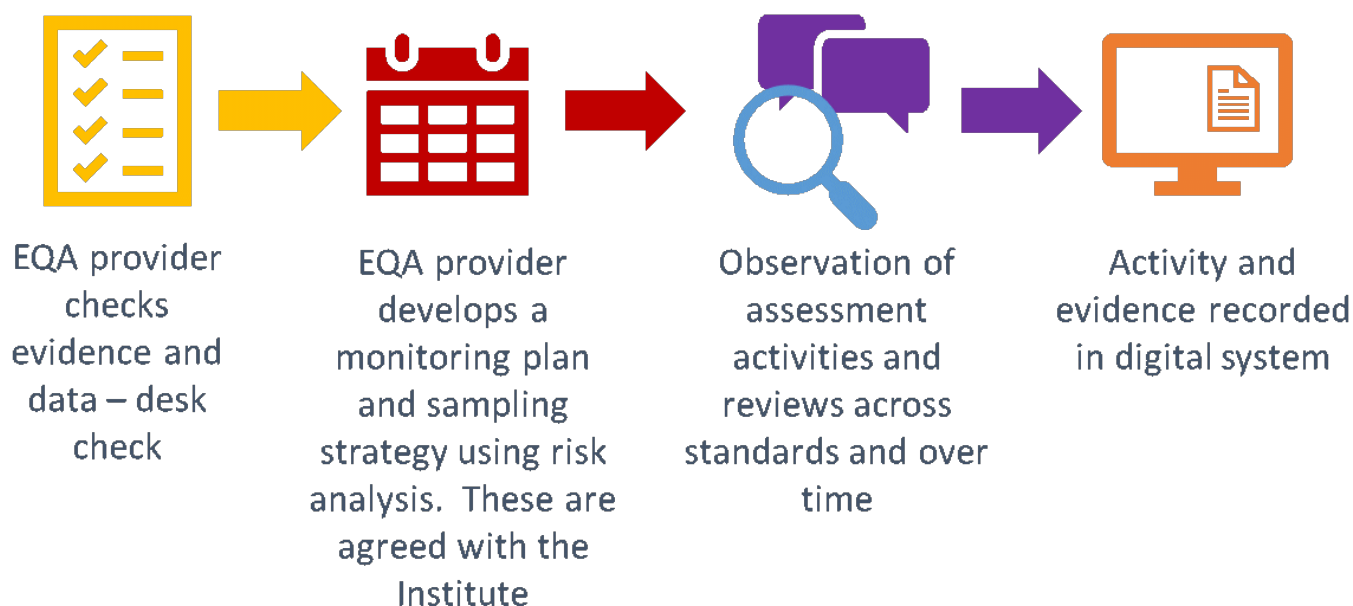 EQA provider
checks
evidence and
data – desk
check
EQA provider
develops a
monitoring plan
and sampling
strategy using risk
analysis.  These are
agreed with the
Institute
Observation of
assessment
activities and
reviews across
standards and over
time
Activity and
evidence recorded
in digital system